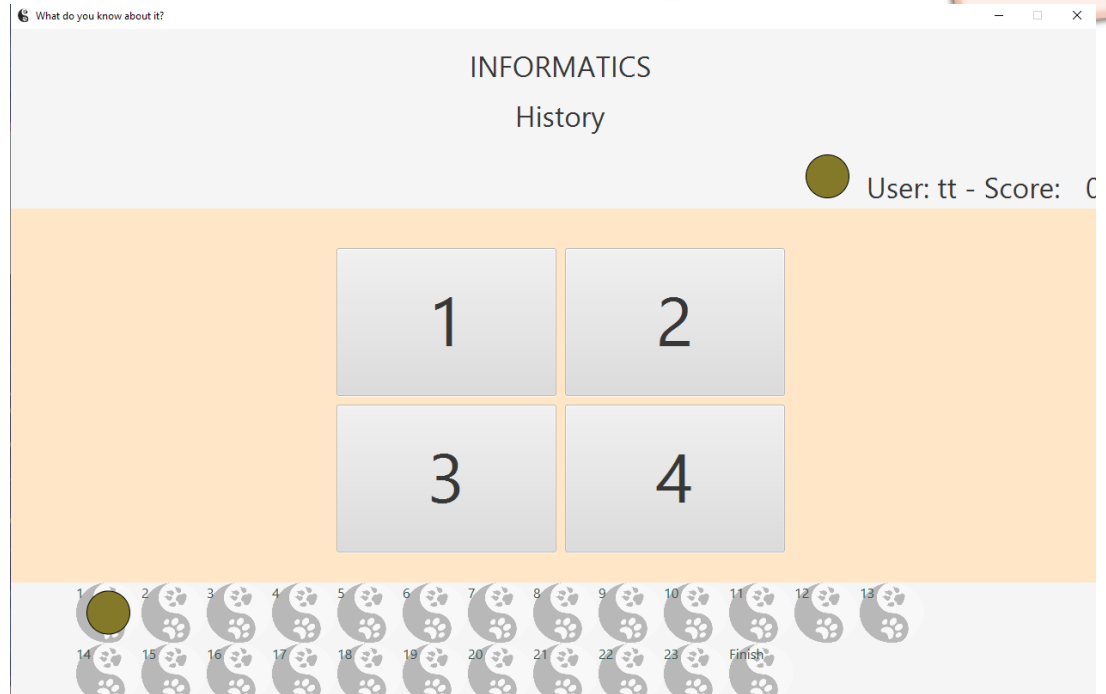 What do you know about it?
INFORMATICS
History
User: tt - Score: 0
1 2
3 4
1 2 3 4 5 6 7 8 9 10 11 12 13
14 15 16 17 18 19 20 21 22 23 Finish